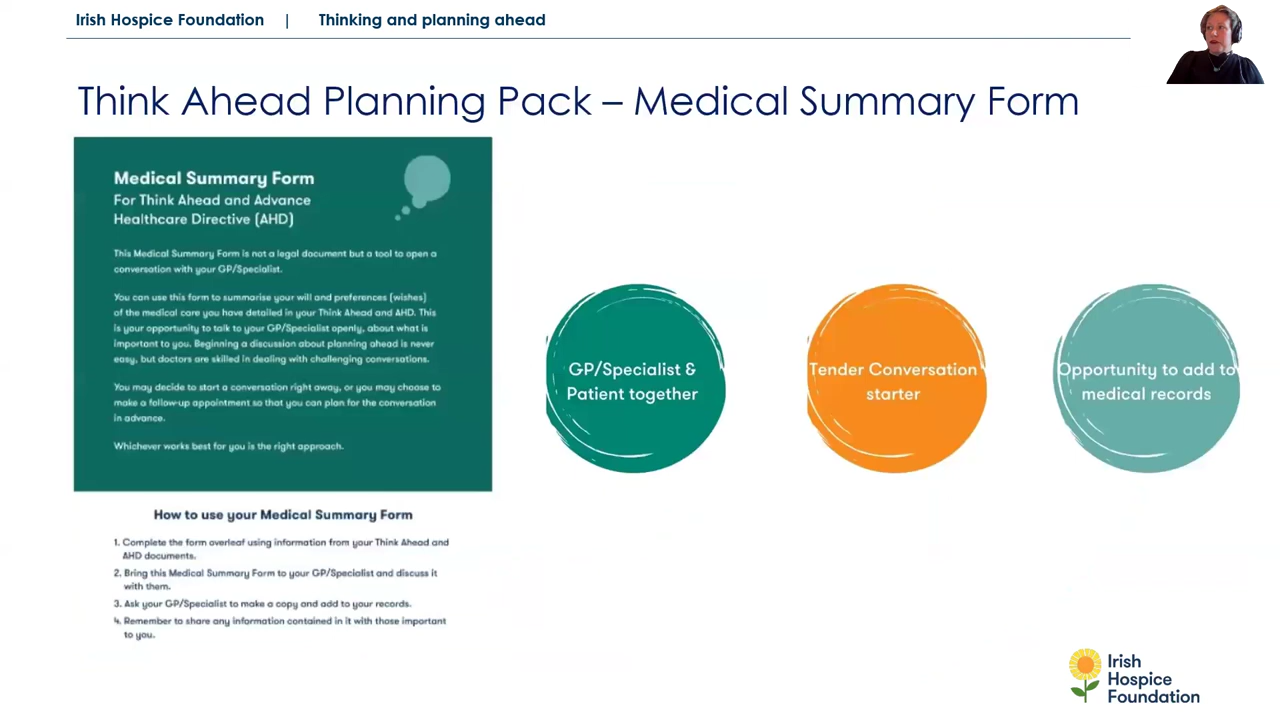 Irish Hospice Foundation | Thinking and planning ahead
Think Ahead Planning Pack – Medical Summary Form
Medical Summary Form
For Think Ahead and Advance
Healthcare Directive (AHD)
This Medical Summary Form is not a legal document but a tool to open a
conversation with your GP/Specialist.
You can use this form to summarise your will and preferences (wishes)
of the medical care you have detailed in your Think Ahead and AHD. This
is your opportunity to talk to your GP/Specialist openly, about what is
important to you. Beginning a discussion about planning ahead is never
easy, but doctors are skilled in dealing with challenging conversations.
You may decide to start a conversation right away, or you may choose to
make a follow-up appointment so that you can plan for the conversation
in advance.
Whichever works best for you is the right approach.
How to use your Medical Summary Form
1. Complete the form overleaf using information from your Think Ahead and
AHD documents.
2. Bring this Medical Summary Form to your GP/Specialist and discuss it
with them.
3. Ask your GP/Specialist to make a copy and add to your records.
4. Remember to share any information contained in it with those important
to you.
GP/Specialist &
Patient together
Tender Conversation
starter
Opportunity to add to
medical records
Irish
Hospice
Foundation